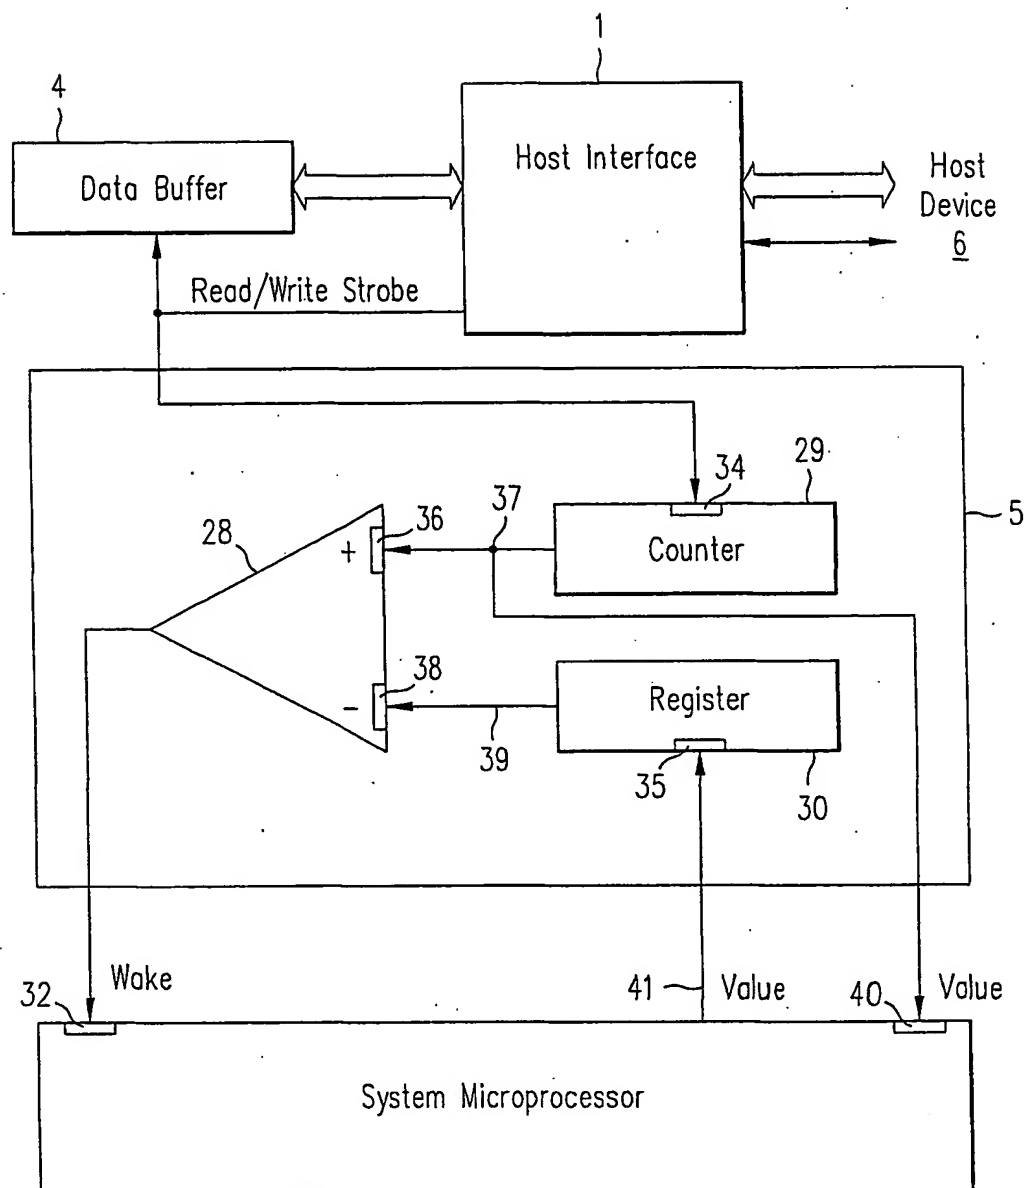 1
4
Host Interface
Data Buffer
Host
Device
6
Read/Write Strobe
29
34
5
37
36
28
+
Counter
38
Register
-
39
35
30
Wake
32
41
Value
40
Value
System Microprocessor